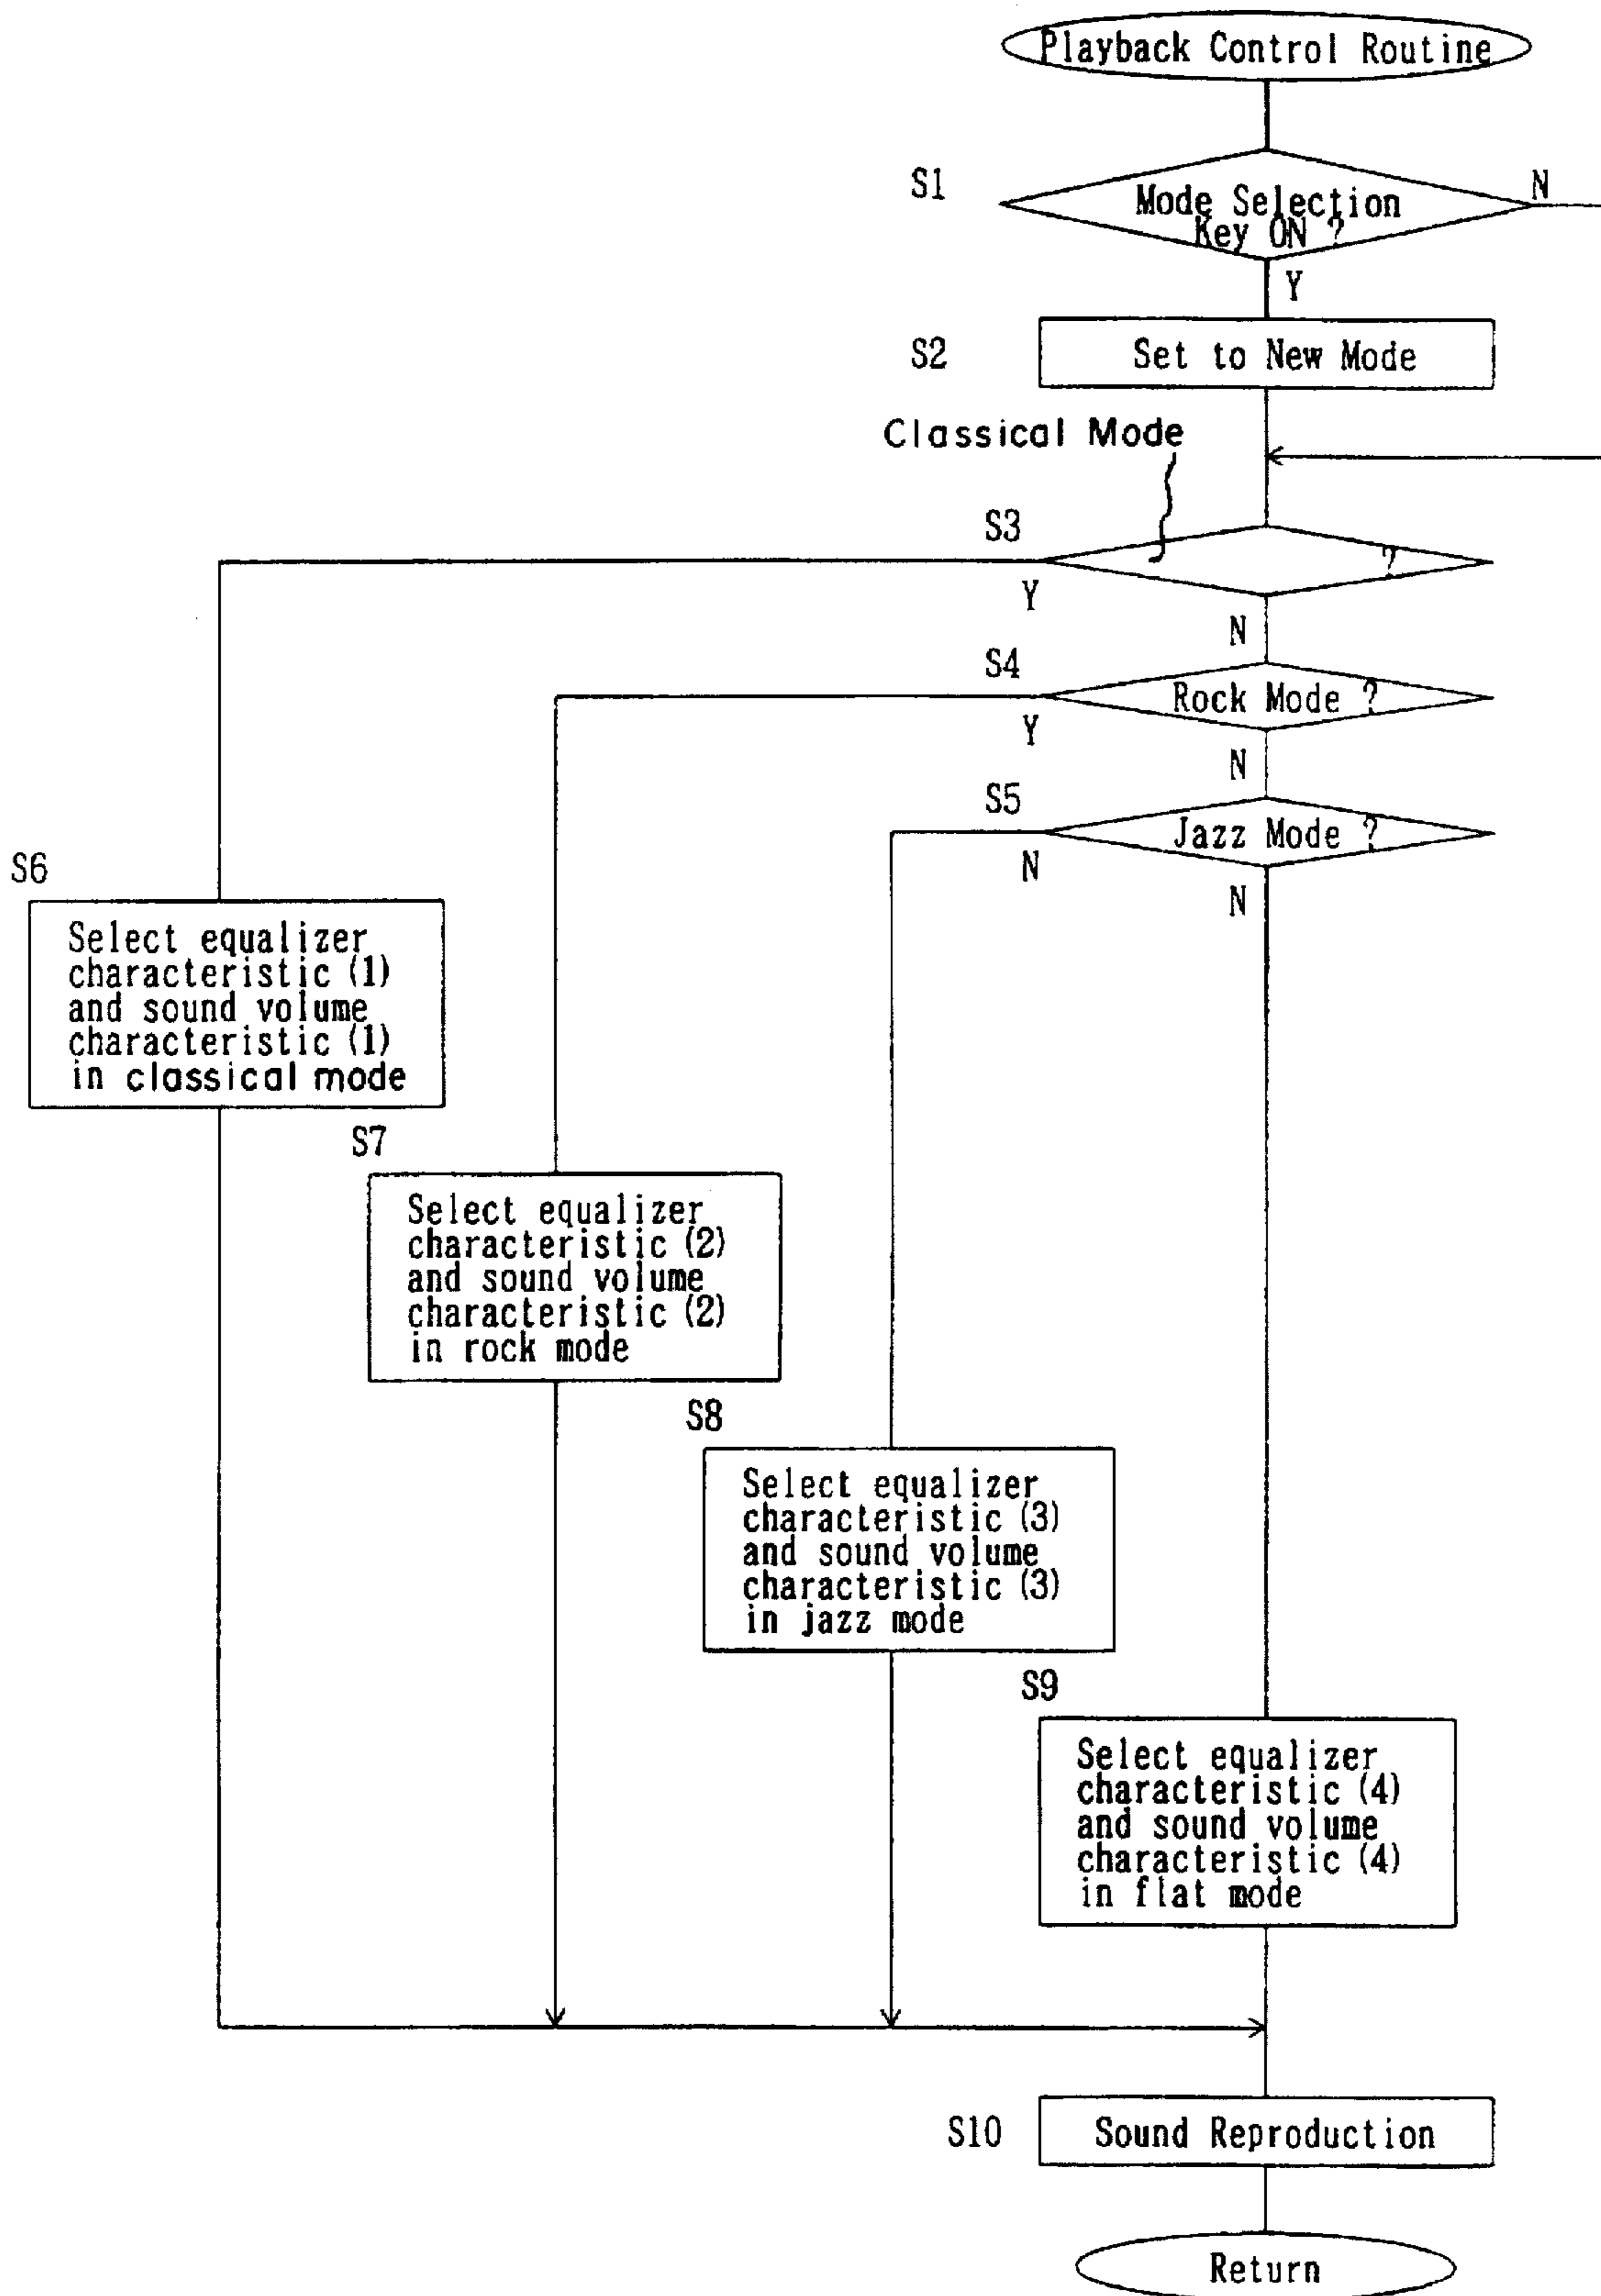 Playback Control Routine
S1
Mode Selection
Key ON ?
N
Y
S2
Set to New Mode
Classical Mode
S3
?
Y
N
S4
Rock Mode ?
Y
N
S5
Jazz Mode ?
N
N
S6
Select equalizer
characteristic (1)
and sound volume
characteristic (1)
in classical mode
S7
Select equalizer
characteristic (2)
and sound volume
characteristic (2)
in rock mode
S8
Select equalizer
characteristic (3)
and sound volume
characteristic (3)
in jazz mode
S9
Select equalizer
characteristic (4)
and sound volume
characteristic (4)
in flat mode
S10
Sound Reproduction
Return